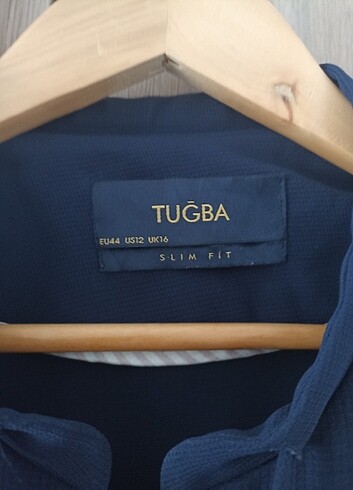 TUĞBA
EU44 US12 UK16
SLIM FİT